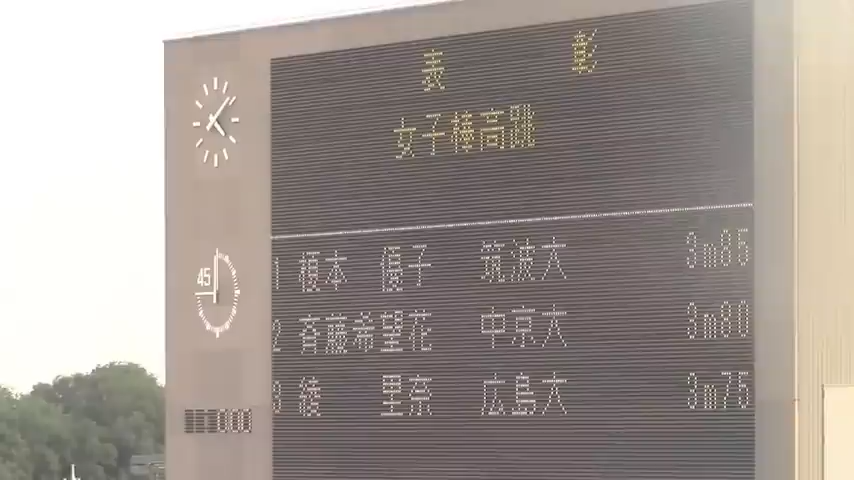 表 彰
女子棒高跳
45
1 榎本 優子 筑波大 3m85
2 斉藤希望花 中京大 3m80
3 綾 里奈 広島大 3m75